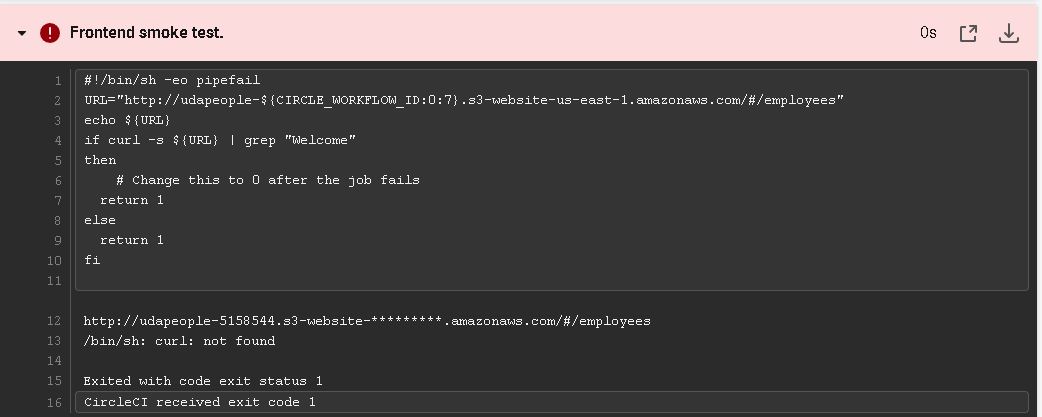 Frontend smoke test.
0s
1 #!/bin/sh -eo pipefail
2 URL="http://udapeople-${CIRCLE_WORKFLOW_ID:0:7}.s3-website-us-east-1.amazonaws.com/#/employees"
3 echo ${URL}
4 if curl -s ${URL} | grep "Welcome"
5 then
6     # Change this to 0 after the job fails
7   return 1
8 else
9   return 1
10 fi
11
12 http://udapeople-5158544.s3-website-*********.amazonaws.com/#/employees
13 /bin/sh: curl: not found
14
15 Exited with code exit status 1
16 CircleCI received exit code 1